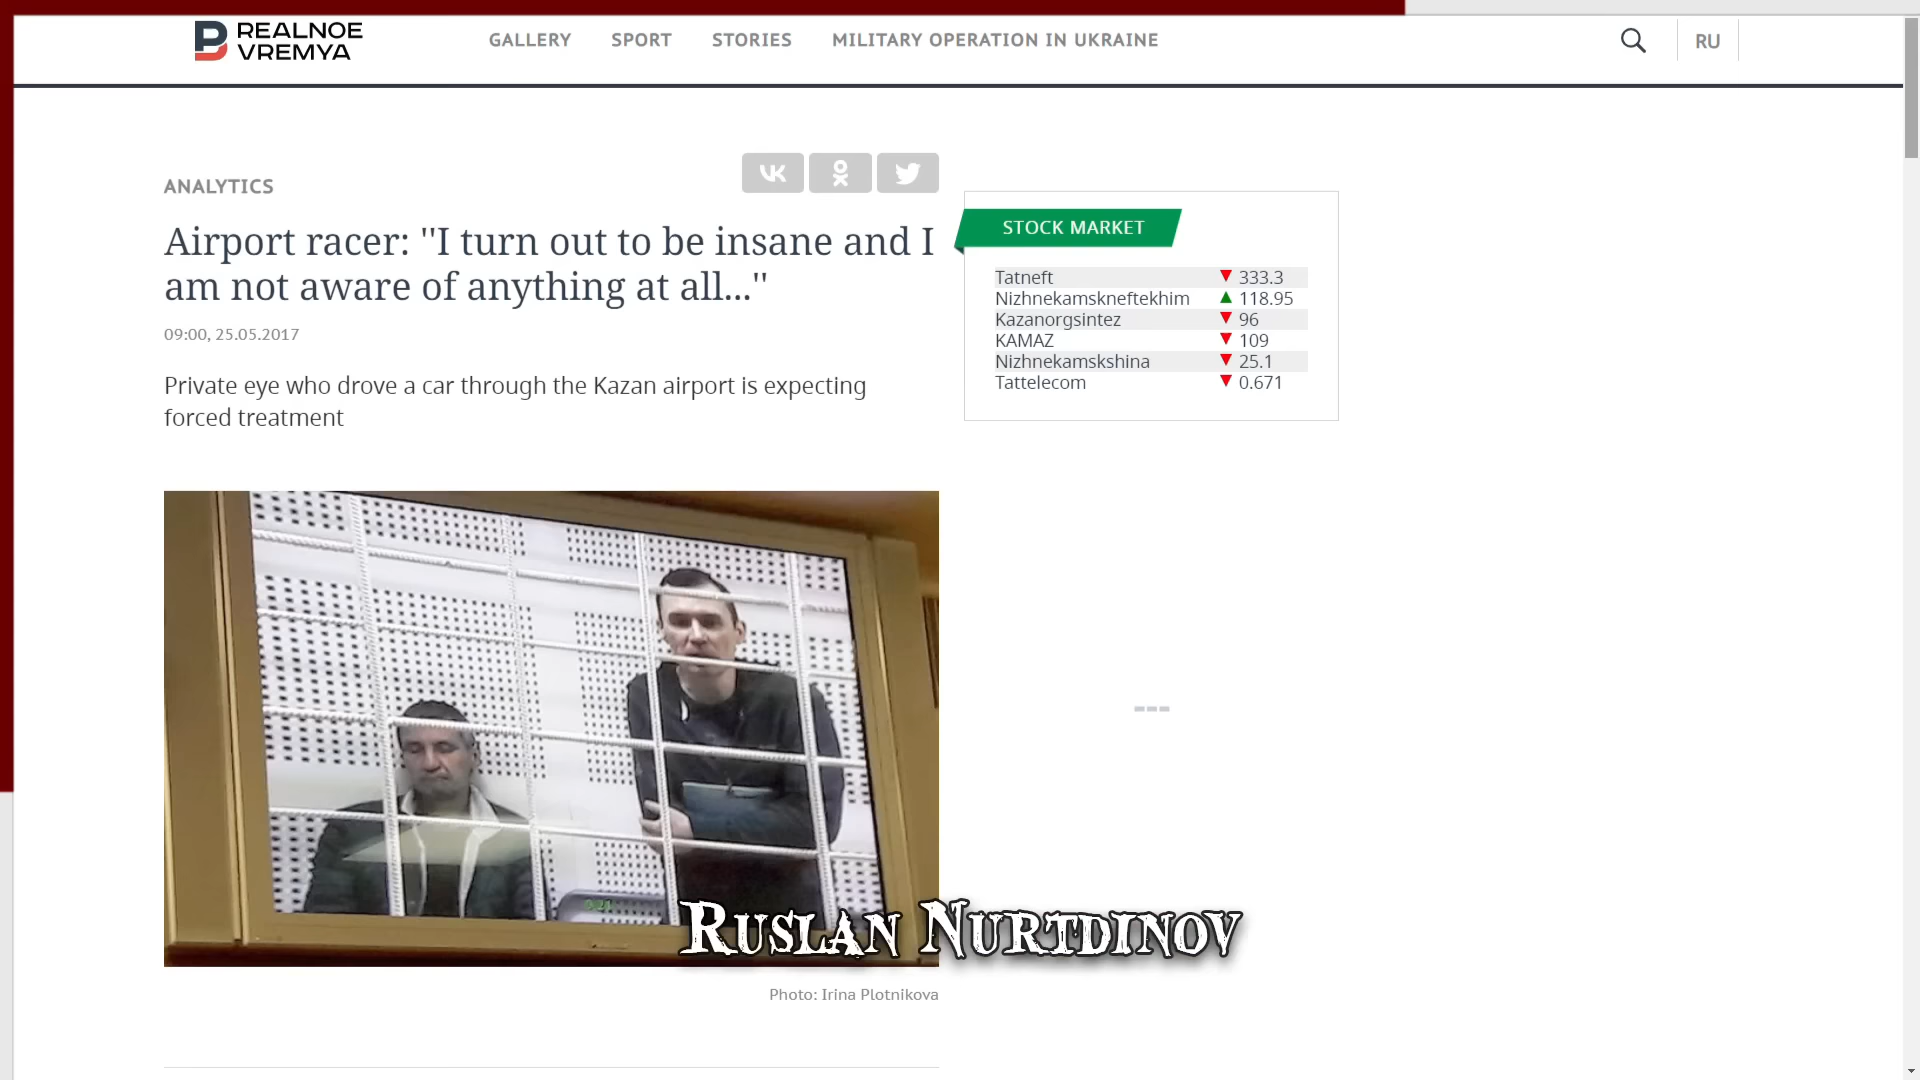 REALNOE
VREMYA
GALLERY SPORT STORIES MILITARY OPERATION IN UKRAINE
RU
ANALYTICS
Airport racer: ''I turn out to be insane and I
am not aware of anything at all...''
09:00, 25.05.2017
Private eye who drove a car through the Kazan airport is expecting
forced treatment
STOCK MARKET
Tatneft ▼ 333.3
Nizhnekamskneftekhim ▲ 118.95
Kazanorgsintez ▼ 96
KAMAZ ▼ 109
Nizhnekamskshina ▼ 25.1
Tattelecom ▼ 0.671
RUSLAN NURTDINOV
Photo: Irina Plotnikova